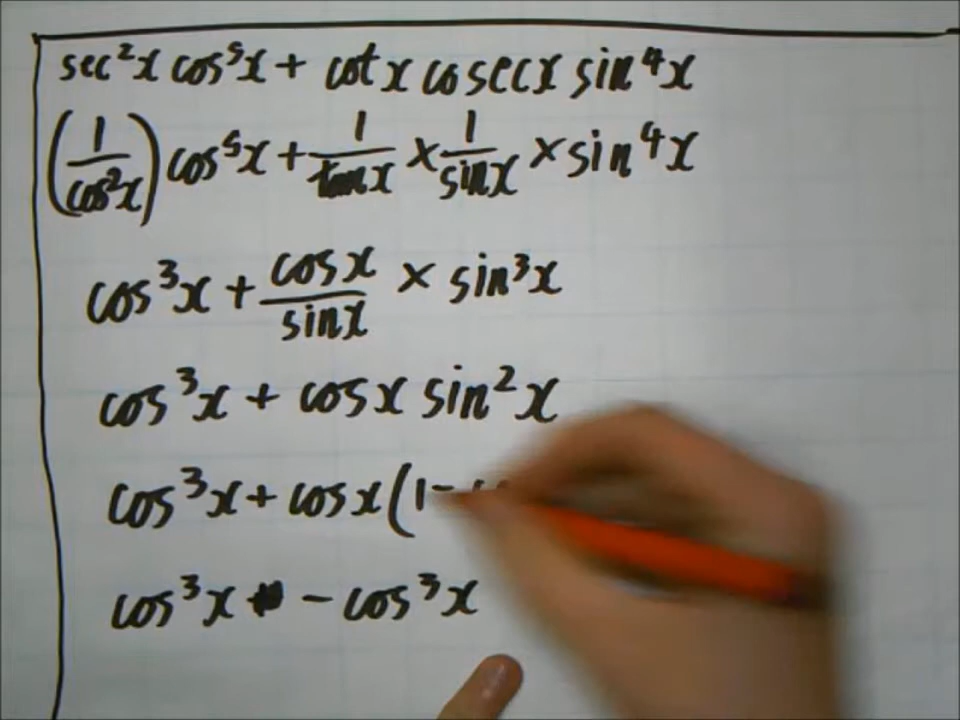 sec²x cos⁵x + cot x cosec x sin⁴x
(1/cos²x) cos⁵x + 1/tan x × 1/sin x × sin⁴x
cos³x + cos x/sin x × sin³x
cos³x + cos x sin²x
cos³x + cos x (1 -
cos³x - cos³x